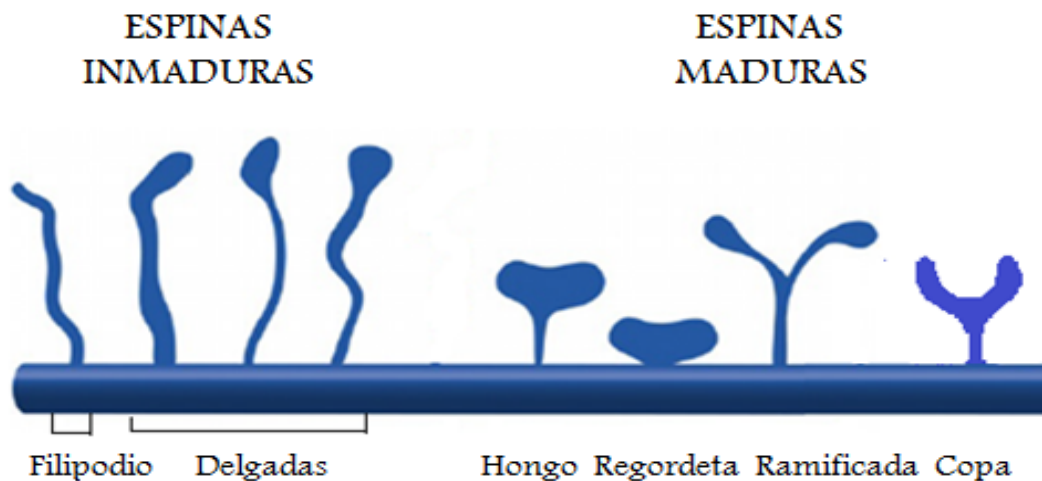 ESPINAS
INMADURAS
ESPINAS
MADURAS
Filipodio Delgadas Hongo Regordeta Ramificada Copa